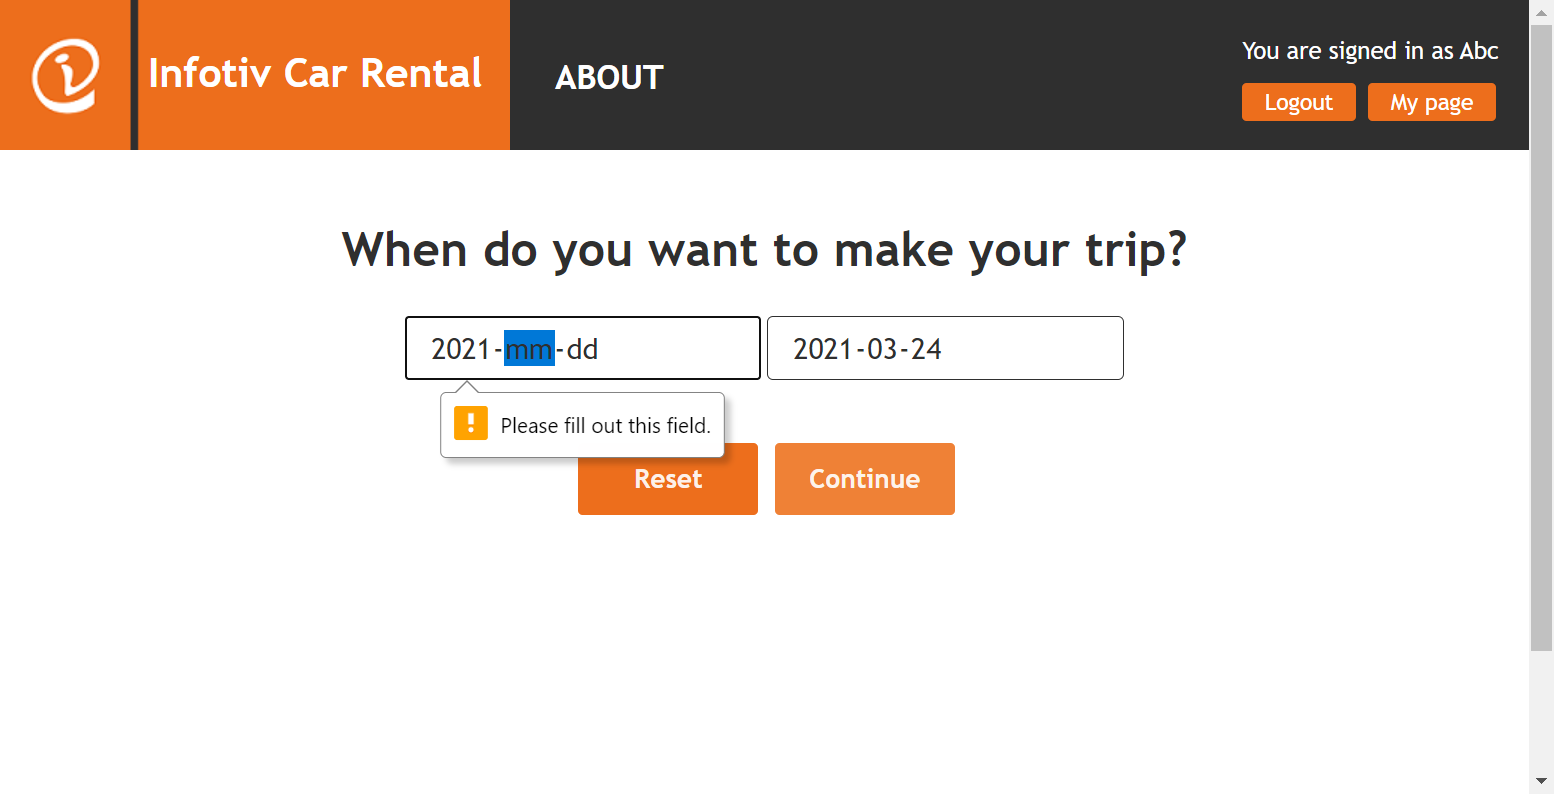 Infotiv Car Rental
ABOUT
You are signed in as Abc
Logout
My page
When do you want to make your trip?
2021-mm-dd
2021-03-24
Please fill out this field.
Reset
Continue